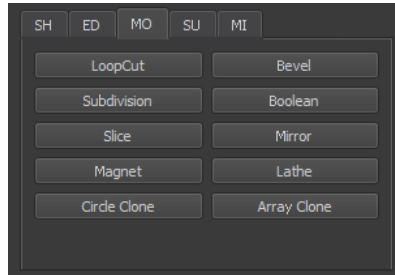 SH ED MO SU MI
LoopCut Bevel
Subdivision Boolean
Slice Mirror
Magnet Lathe
Circle Clone Array Clone